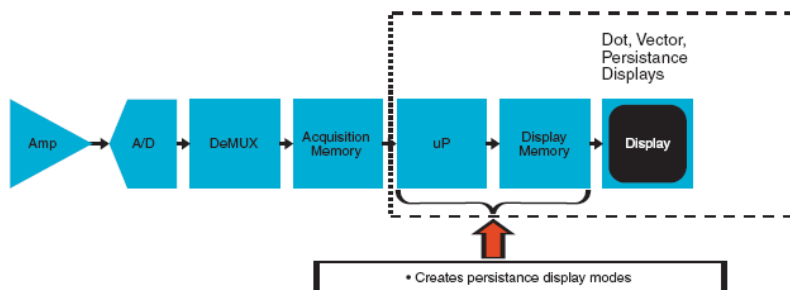 Dot, Vector,
Persistance
Displays
Amp
A/D
DeMUX
Acquisition
Memory
uP
Display
Memory
Display
• Creates persistance display modes